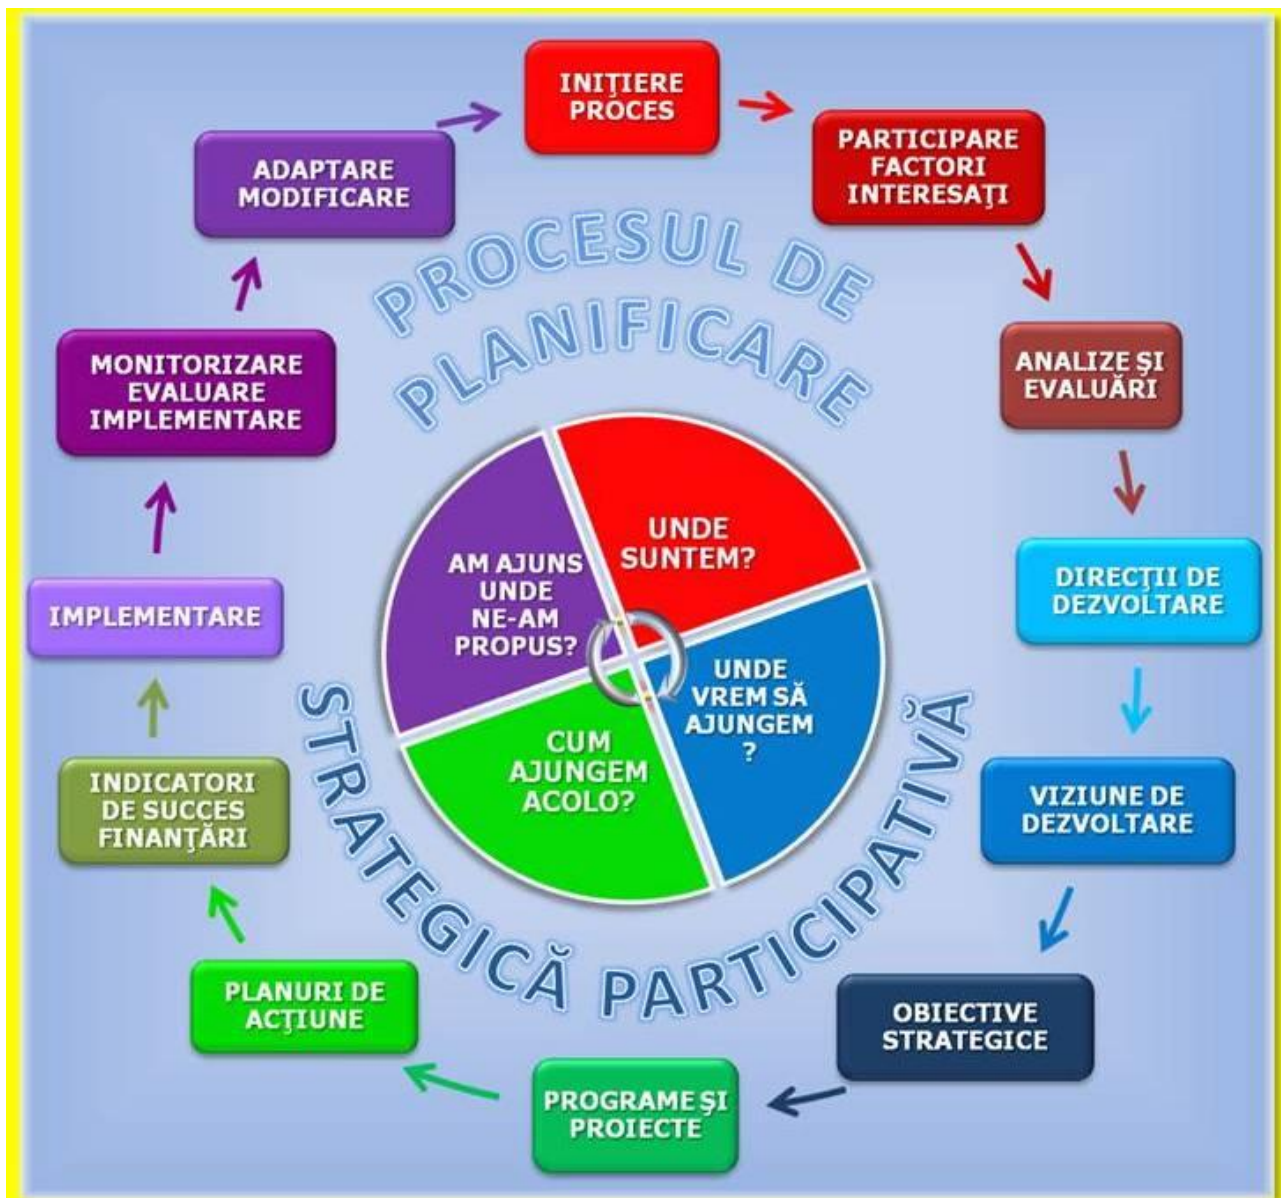 INIŢIERE
PROCES
PARTICIPARE
FACTORI
INTERESAŢI
ANALIZE ŞI
EVALUĂRI
DIRECŢII DE
DEZVOLTARE
VIZIUNE DE
DEZVOLTARE
OBIECTIVE
STRATEGICE
PROGRAME ŞI
PROIECTE
PLANURI DE
ACŢIUNE
INDICATORI
DE SUCCES
FINANŢĂRI
IMPLEMENTARE
MONITORIZARE
EVALUARE
IMPLEMENTARE
ADAPTARE
MODIFICARE
PROCESUL DE
PLANIFICARE
STRATEGICĂ PARTICIPATIVĂ
UNDE
SUNTEM?
UNDE
VREM SĂ
AJUNGEM
?
CUM
AJUNGEM
ACOLO?
AM AJUNS
UNDE
NE-AM
PROPUS?